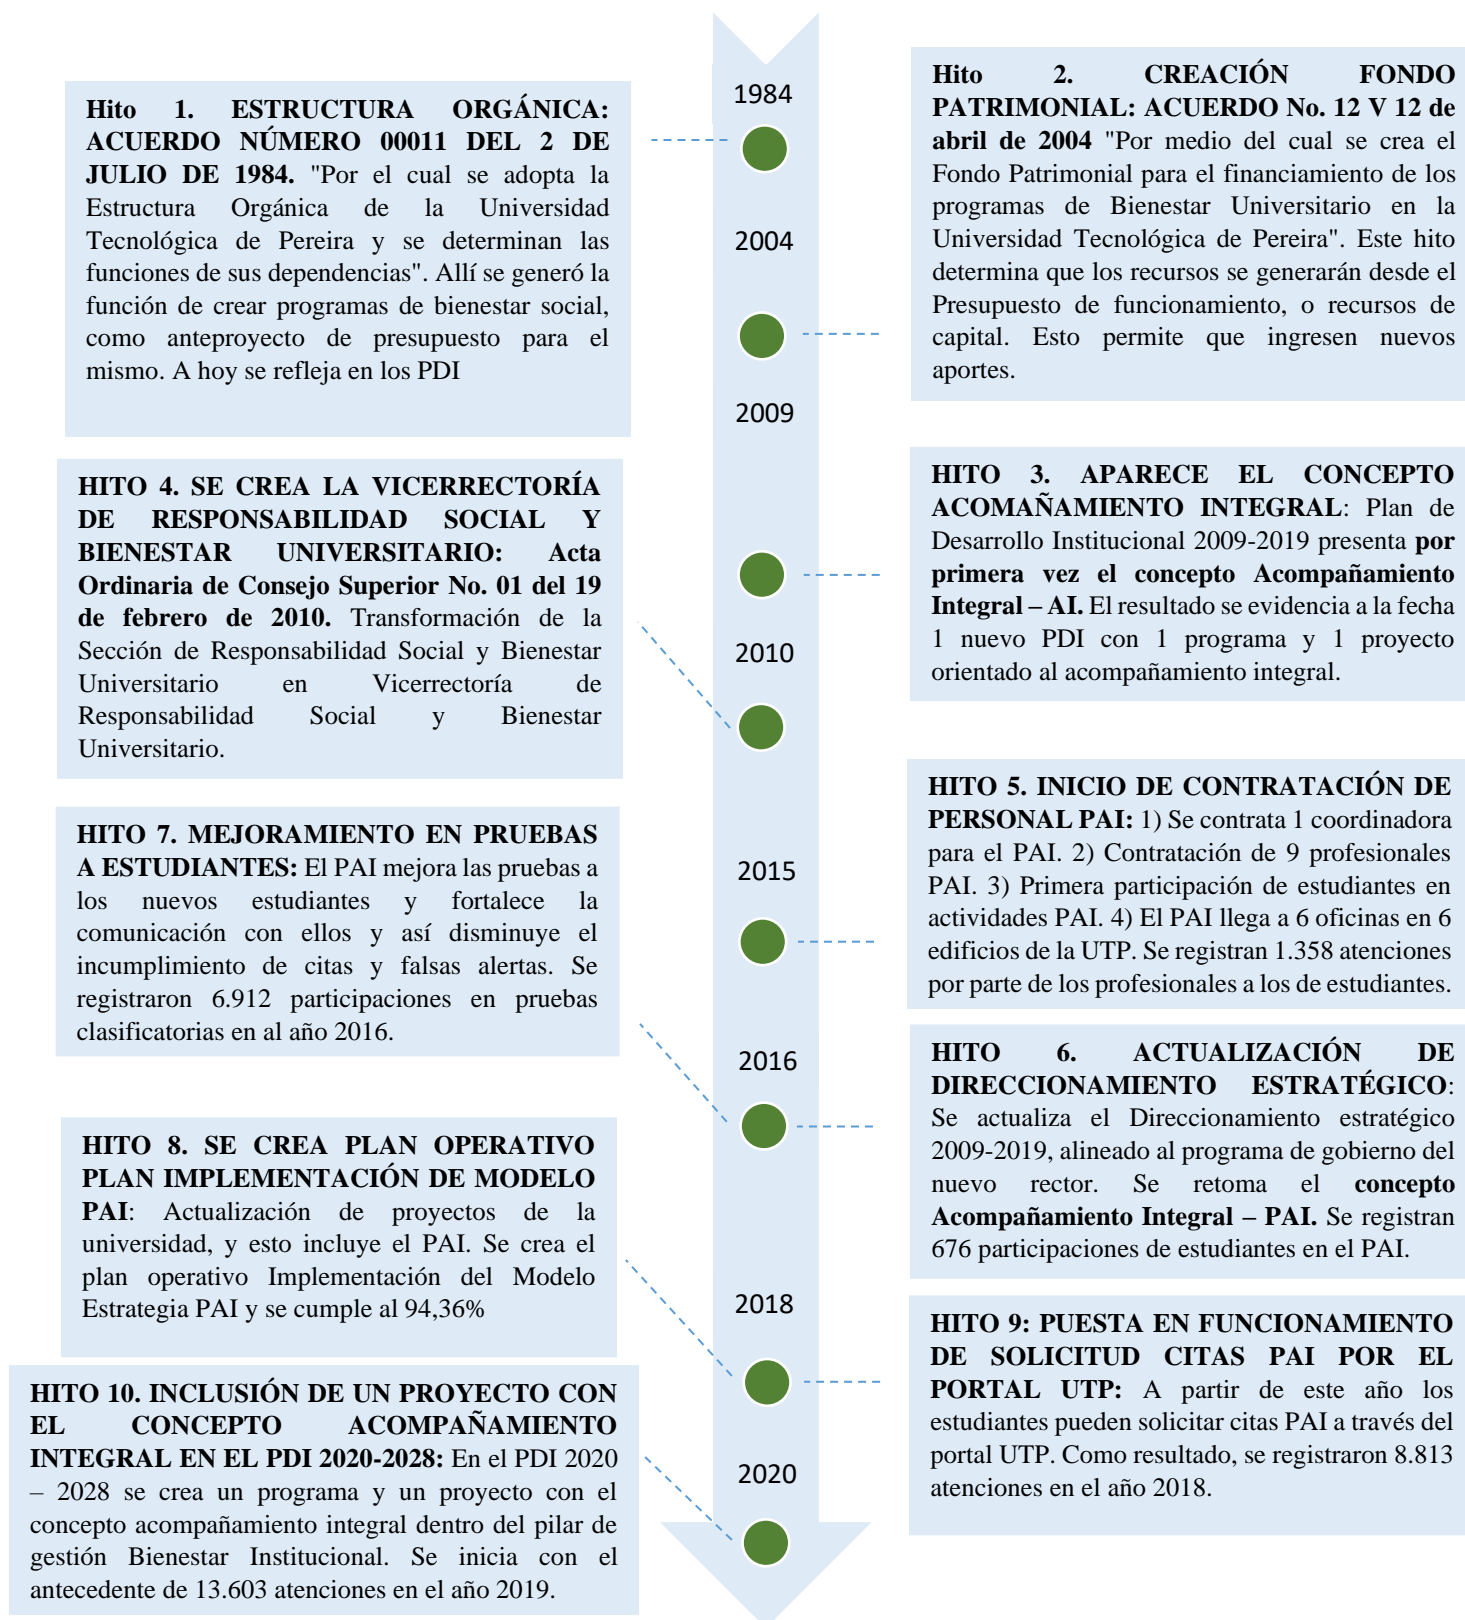 1984
Hito 1. ESTRUCTURA ORGÁNICA:
ACUERDO NÚMERO 00011 DEL 2 DE
JULIO DE 1984. "Por el cual se adopta la
Estructura Orgánica de la Universidad
Tecnológica de Pereira y se determinan las
funciones de sus dependencias". Allí se generó la
función de crear programas de bienestar social,
como anteproyecto de presupuesto para el
mismo. A hoy se refleja en los PDI
2004
Hito 2. CREACIÓN FONDO
PATRIMONIAL: ACUERDO No. 12 V 12 de
abril de 2004 "Por medio del cual se crea el
Fondo Patrimonial para el financiamiento de los
programas de Bienestar Universitario en la
Universidad Tecnológica de Pereira". Este hito
determina que los recursos se generarán desde el
Presupuesto de funcionamiento, o recursos de
capital. Esto permite que ingresen nuevos
aportes.
2009
HITO 3. APARECE EL CONCEPTO
ACOMAÑAMIENTO INTEGRAL: Plan de
Desarrollo Institucional 2009-2019 presenta por
primera vez el concepto Acompañamiento
Integral – AI. El resultado se evidencia a la fecha
1 nuevo PDI con 1 programa y 1 proyecto
orientado al acompañamiento integral.
2010
HITO 4. SE CREA LA VICERRECTORÍA
DE RESPONSABILIDAD SOCIAL Y
BIENESTAR UNIVERSITARIO: Acta
Ordinaria de Consejo Superior No. 01 del 19
de febrero de 2010. Transformación de la
Sección de Responsabilidad Social y Bienestar
Universitario en Vicerrectoría de
Responsabilidad Social y Bienestar
Universitario.
2015
HITO 5. INICIO DE CONTRATACIÓN DE
PERSONAL PAI: 1) Se contrata 1 coordinadora
para el PAI. 2) Contratación de 9 profesionales
PAI. 3) Primera participación de estudiantes en
actividades PAI. 4) El PAI llega a 6 oficinas en 6
edificios de la UTP. Se registran 1.358 atenciones
por parte de los profesionales a los de estudiantes.
2016
HITO 6. ACTUALIZACIÓN DE
DIRECCIONAMIENTO ESTRATÉGICO:
Se actualiza el Direccionamiento estratégico
2009-2019, alineado al programa de gobierno del
nuevo rector. Se retoma el concepto
Acompañamiento Integral – PAI. Se registran
676 participaciones de estudiantes en el PAI.
HITO 7. MEJORAMIENTO EN PRUEBAS
A ESTUDIANTES: El PAI mejora las pruebas a
los nuevos estudiantes y fortalece la
comunicación con ellos y así disminuye el
incumplimiento de citas y falsas alertas. Se
registraron 6.912 participaciones en pruebas
clasificatorias en al año 2016.
2018
HITO 8. SE CREA PLAN OPERATIVO
PLAN IMPLEMENTACIÓN DE MODELO
PAI: Actualización de proyectos de la
universidad, y esto incluye el PAI. Se crea el
plan operativo Implementación del Modelo
Estrategia PAI y se cumple al 94,36%
HITO 9: PUESTA EN FUNCIONAMIENTO
DE SOLICITUD CITAS PAI POR EL
PORTAL UTP: A partir de este año los
estudiantes pueden solicitar citas PAI a través del
portal UTP. Como resultado, se registraron 8.813
atenciones en el año 2018.
2020
HITO 10. INCLUSIÓN DE UN PROYECTO CON
EL CONCEPTO ACOMPAÑAMIENTO
INTEGRAL EN EL PDI 2020-2028: En el PDI 2020
– 2028 se crea un programa y un proyecto con el
concepto acompañamiento integral dentro del pilar de
gestión Bienestar Institucional. Se inicia con el
antecedente de 13.603 atenciones en el año 2019.